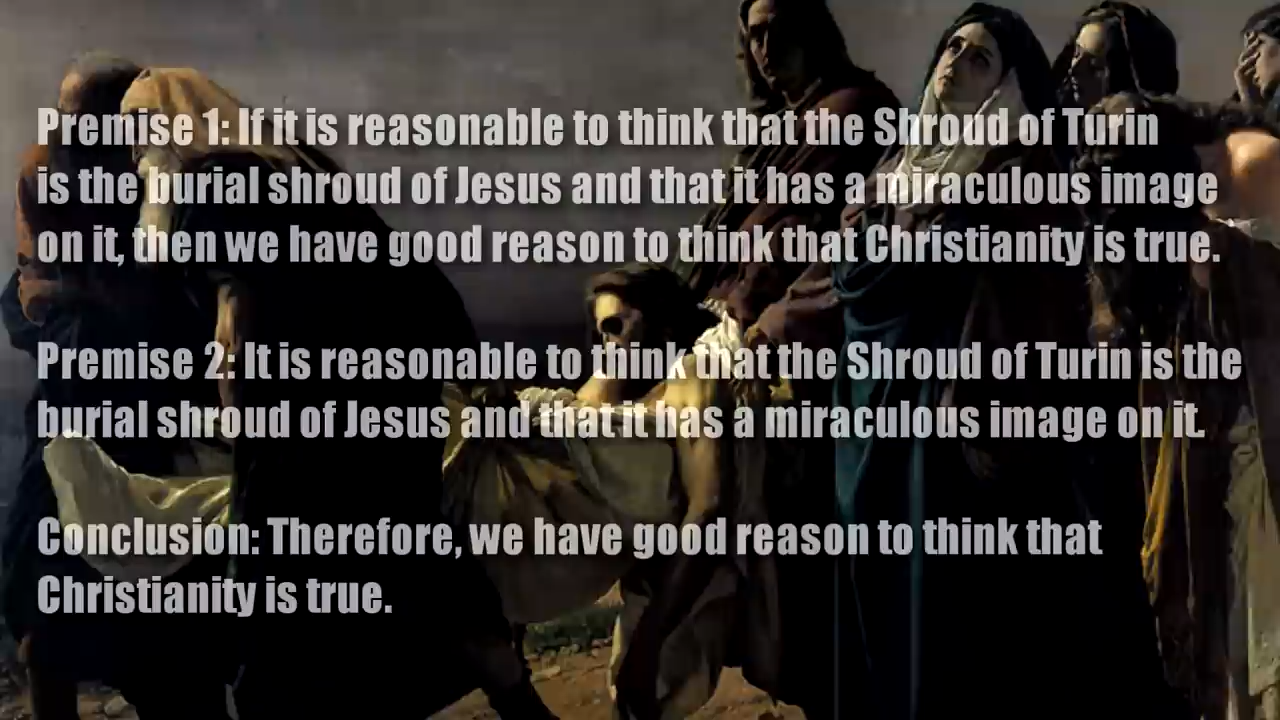 Premise 1: If it is reasonable to think that the Shroud of Turin
is the burial shroud of Jesus and that it has a miraculous image
on it, then we have good reason to think that Christianity is true.
Premise 2: It is reasonable to think that the Shroud of Turin is the
burial shroud of Jesus and that it has a miraculous image on it.
Conclusion: Therefore, we have good reason to think that
Christianity is true.